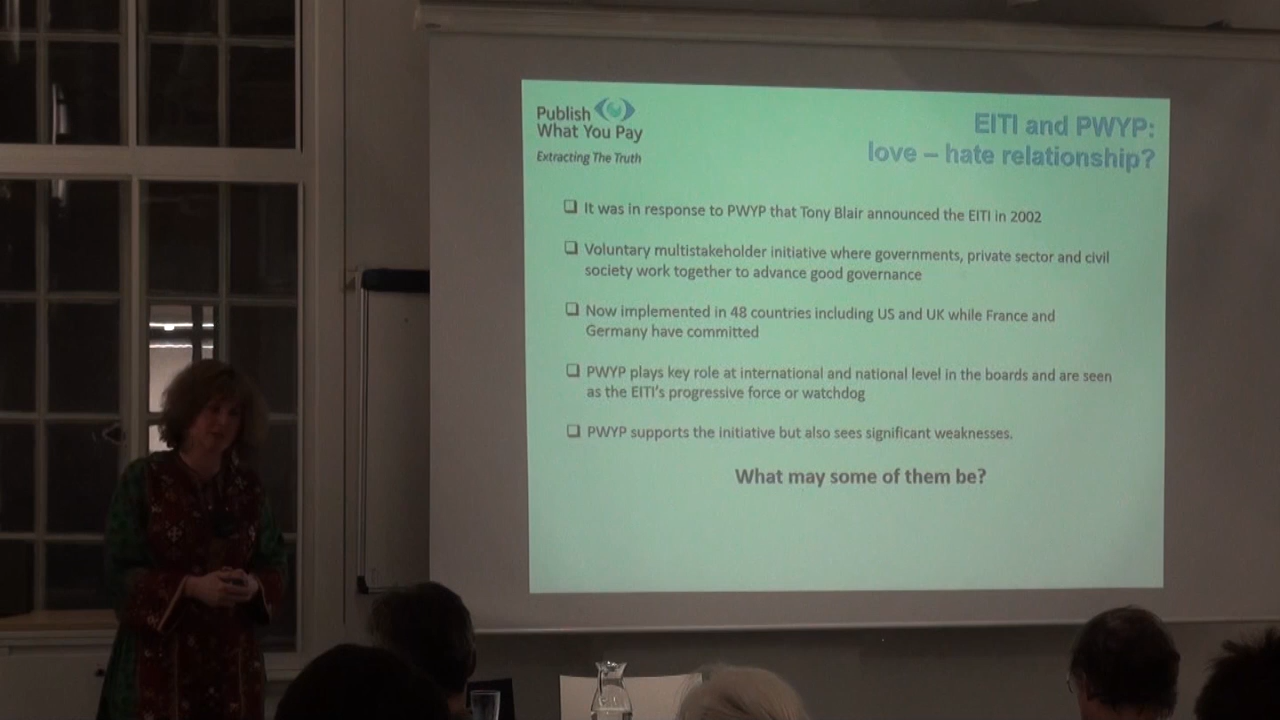 Publish
What You Pay
Extracting The Truth
EITI and PWYP:
love – hate relationship?
❑ It was in response to PWYP that Tony Blair announced the EITI in 2002
❑ Voluntary multistakeholder initiative where governments, private sector and civil
society work together to advance good governance
❑ Now implemented in 48 countries including US and UK while France and
Germany have committed
❑ PWYP plays key role at international and national level in the boards and are seen
as the EITI's progressive force or watchdog
❑ PWYP supports the initiative but also sees significant weaknesses.
What may some of them be?